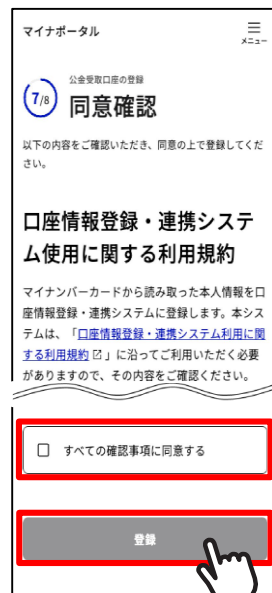 マイナポータル
メニュー
公金受取口座の登録
7/8
同意確認
以下の内容をご確認いただき、同意の上で登録してくだ
さい。
口座情報登録・連携システ
ム使用に関する利用規約
マイナンバーカードから読み取った本人情報を口
座情報登録・連携システムに登録します。本シス
テムは、「口座情報登録・連携システム利用に関
する利用規約」に沿ってご利用いただく必要
がありますので、その内容をご確認ください。
すべての確認事項に同意する
登録